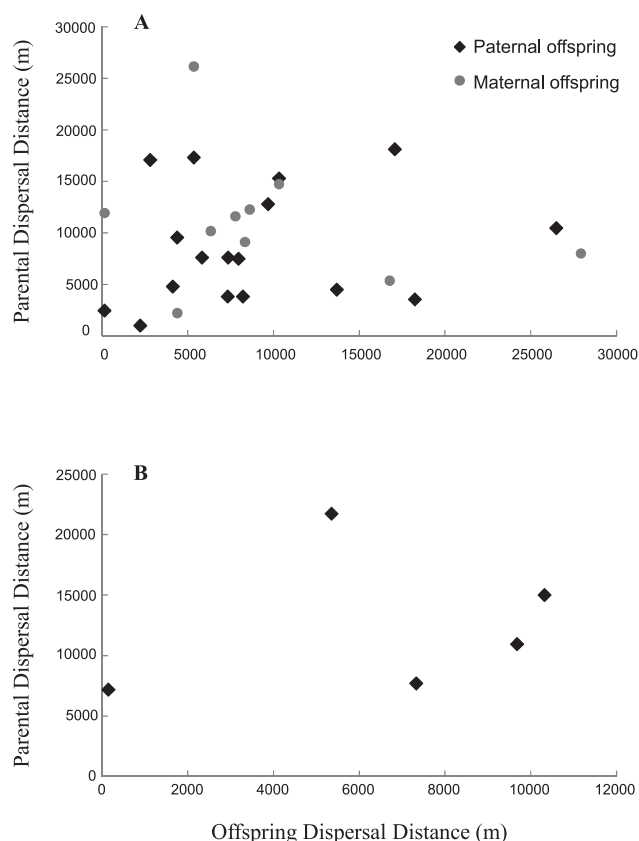 A
Paternal offspring
Maternal offspring
Parental Dispersal Distance (m)
30000
25000
20000
15000
10000
5000
0
0 5000 10000 15000 20000 25000 30000
B
Parental Dispersal Distance (m)
25000
20000
15000
10000
5000
0
0 2000 4000 6000 8000 10000 12000
Offspring Dispersal Distance (m)